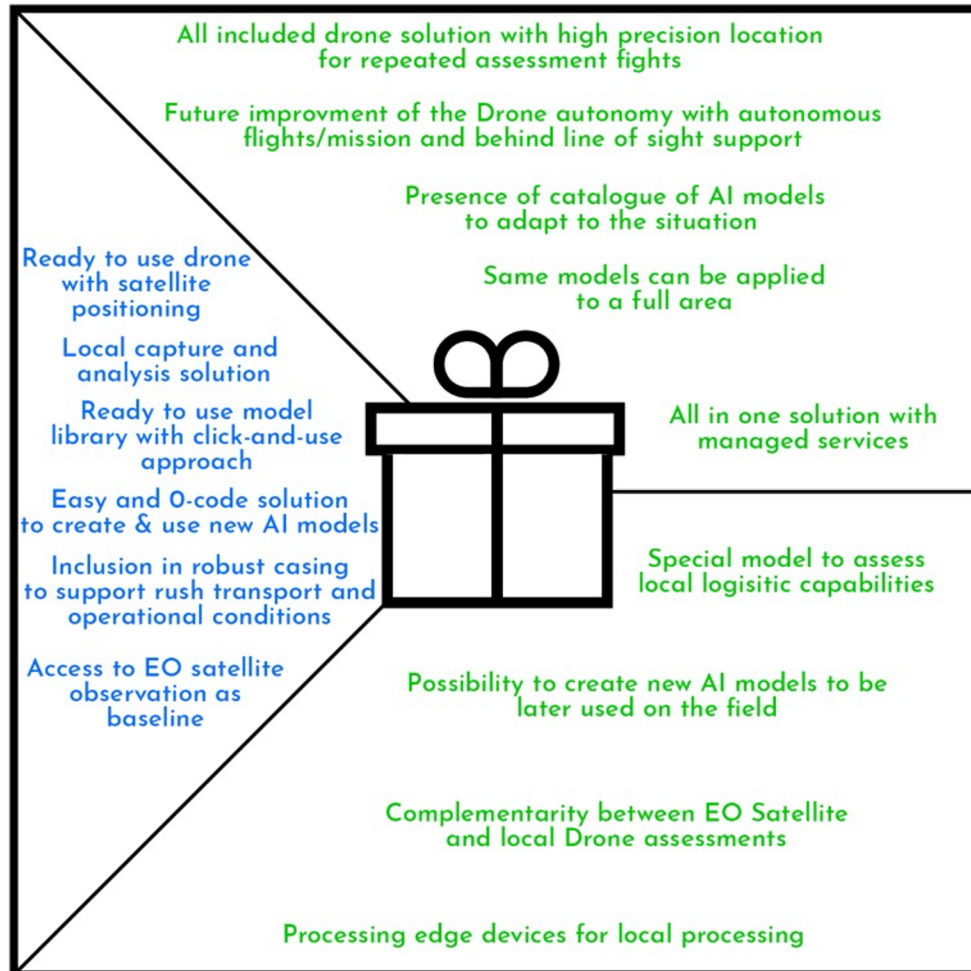 All included drone solution with high precision location
for repeated assessment fights
Future improvment of the Drone autonomy with autonomous
flights/mission and behind line of sight support
Presence of catalogue of AI models
to adapt to the situation
Same models can be applied
to a full area
Ready to use drone
with satellite
positioning
Local capture and
analysis solution
Ready to use model
library with click-and-use
approach
Easy and 0-code solution
to create & use new AI models
Inclusion in robust casing
to support rush transport and
operational conditions
Access to EO satellite
observation as
baseline
All in one solution with
managed services
Special model to assess
local logisitic capabilities
Possibility to create new AI models to be
later used on the field
Complementarity between EO Satellite
and local Drone assessments
Processing edge devices for local processing